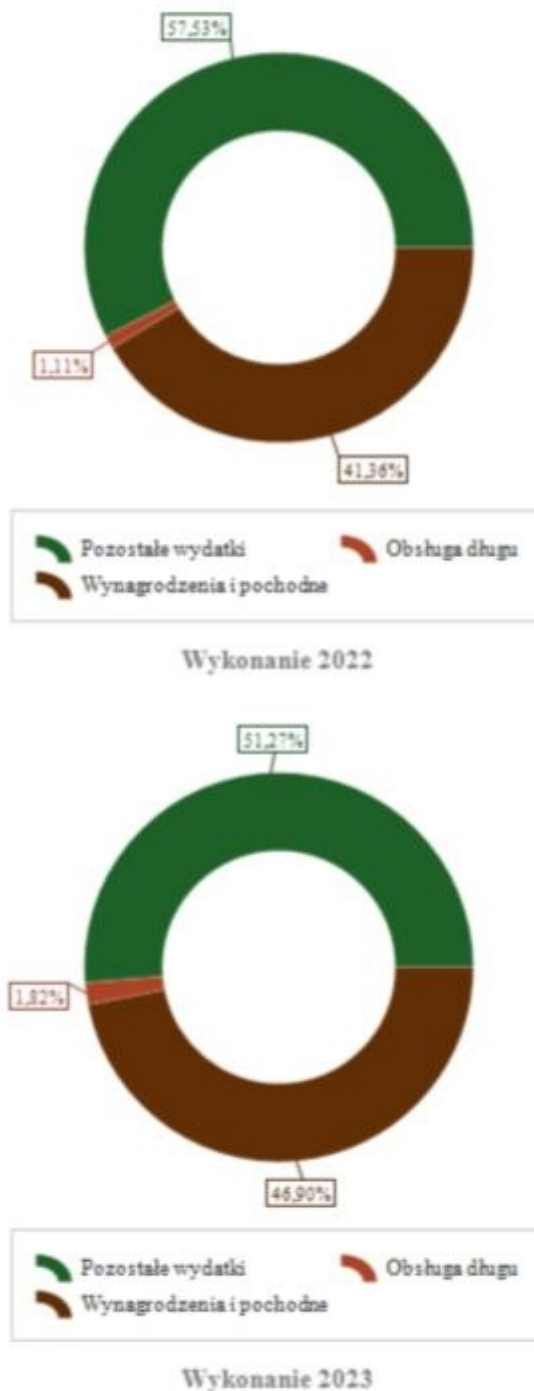 57,53%
1,11%
41,36%
Pozostałe wydatki Obsługa długu
Wynagrodzenia i pochodne
Wykonanie 2022
51,27%
1,82%
46,90%
Pozostałe wydatki Obsługa długu
Wynagrodzenia i pochodne
Wykonanie 2023